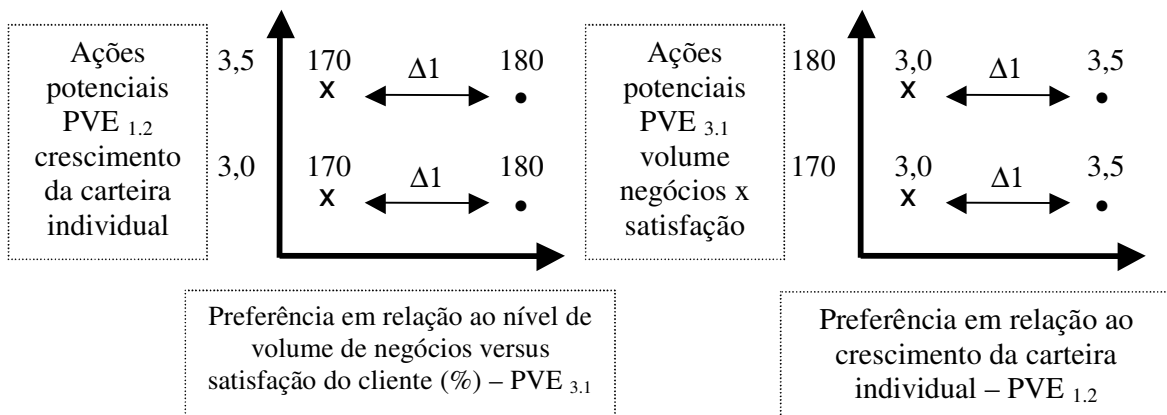 Ações
potenciais
PVE 1.2
crescimento
da carteira
individual
3,5
170
Δ1
180
3,0
170
Δ1
180
Preferência em relação ao nível de
volume de negócios versus
satisfação do cliente (%) – PVE 3.1
Ações
potenciais
PVE 3.1
volume
negócios x
satisfação
180
3,0
Δ1
3,5
170
3,0
Δ1
3,5
Preferência em relação ao
crescimento da carteira
individual – PVE 1.2